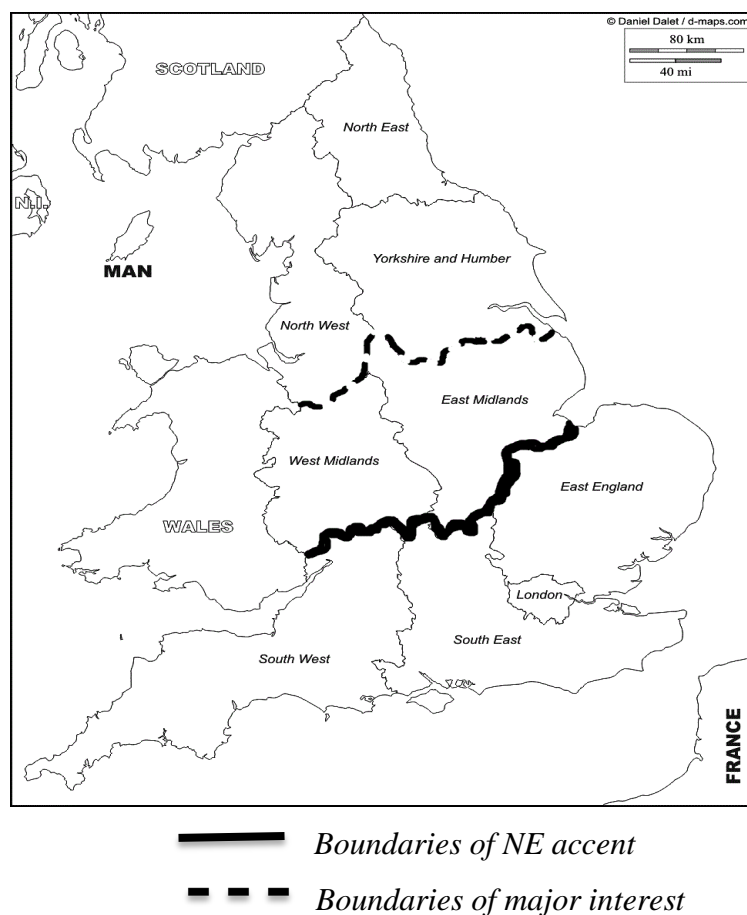 © Daniel Dalet / d-maps.com
80 km
40 mi
SCOTLAND
North East
N.I.
MAN
Yorkshire and Humber
North West
East Midlands
West Midlands
East England
WALES
London
South East
South West
FRANCE
Boundaries of NE accent
Boundaries of major interest